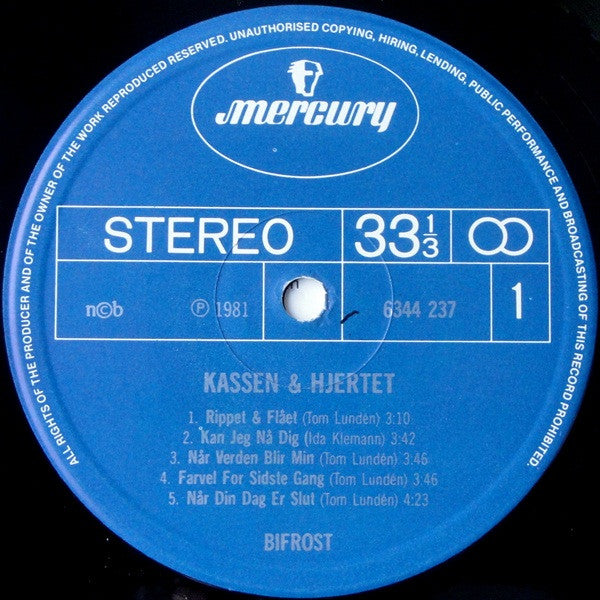 ALL RIGHTS OF THE PRODUCER AND OF THE OWNER OF THE WORK REPRODUCED RESERVED. UNAUTHORISED COPYING, HIRING, LENDING, PUBLIC PERFORMANCE AND BROADCASTING OF THIS RECORD PROHIBITED.
mercury
STEREO 33 1/3
n©b ℗ 1981 6344 237 1
KASSEN & HJERTET
1. Rippet & Flået (Tom Lundén) 3:10
2. Kan Jeg Nå Dig (Ida Klemann) 3:42
3. Når Verden Blir Min (Tom Lundén) 3:46
4. Farvel For Sidste Gang (Tom Lundén) 3:46
5. Når Din Dag Er Slut (Tom Lundén) 4:23
BIFROST